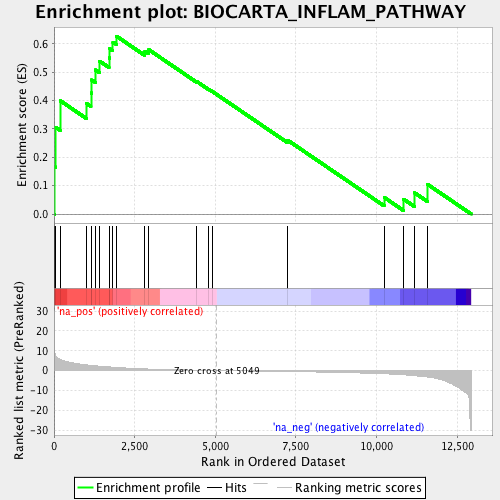 Enrichment plot: BIOCARTA_INFLAM_PATHWAY
Enrichment score (ES)
0.6
0.5
0.4
0.3
0.2
0.1
0.0
'na_pos' (positively correlated)
Ranked list metric (PreRanked)
30
20
10
0
-10
-20
-30
Zero cross at 5049
'na_neg' (negatively correlated)
0 2,500 5,000 7,500 10,000 12,500
Rank in Ordered Dataset
Enrichment profile Hits Ranking metric scores